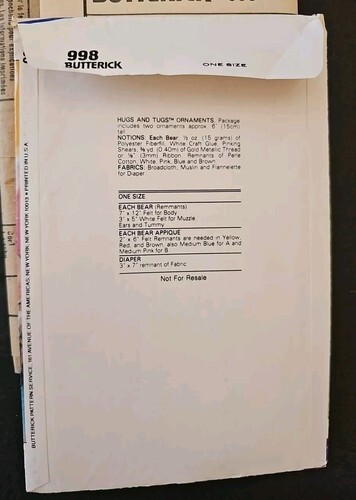 998
BUTTERICK
ONE SIZE
HUGS AND TUGS™ ORNAMENTS. Package
includes two ornaments approx. 6" (15cm)
tall
NOTIONS: Each Bear: ½ oz. (15 grams) of
Polyester Fiberfill, White Craft Glue, Pinking
Shears, ⅜ yd. (0.40m) of Gold Metallic Thread
or ⅛" (3mm) Ribbon. Remnants of Perle
Cotton, White, Pink, Blue and Brown.
FABRICS: Broadcloth, Muslin and Flannelette
for Diaper
ONE SIZE
EACH BEAR (Remnants)
7" x 12" Felt for Body
3" x 5" White Felt for Muzzle,
Ears and Tummy
EACH BEAR APPLIQUE
2" x 6" Felt Remnants are needed in Yellow,
Red, and Brown, also Medium Blue for A and
Medium Pink for B
DIAPER
3" x 7" remnant of Fabric
Not For Resale
BUTTERICK PATTERN SERVICE, 161 AVENUE OF THE AMERICAS, NEW YORK, NEW YORK 10013 • PRINTED IN U.S.A.